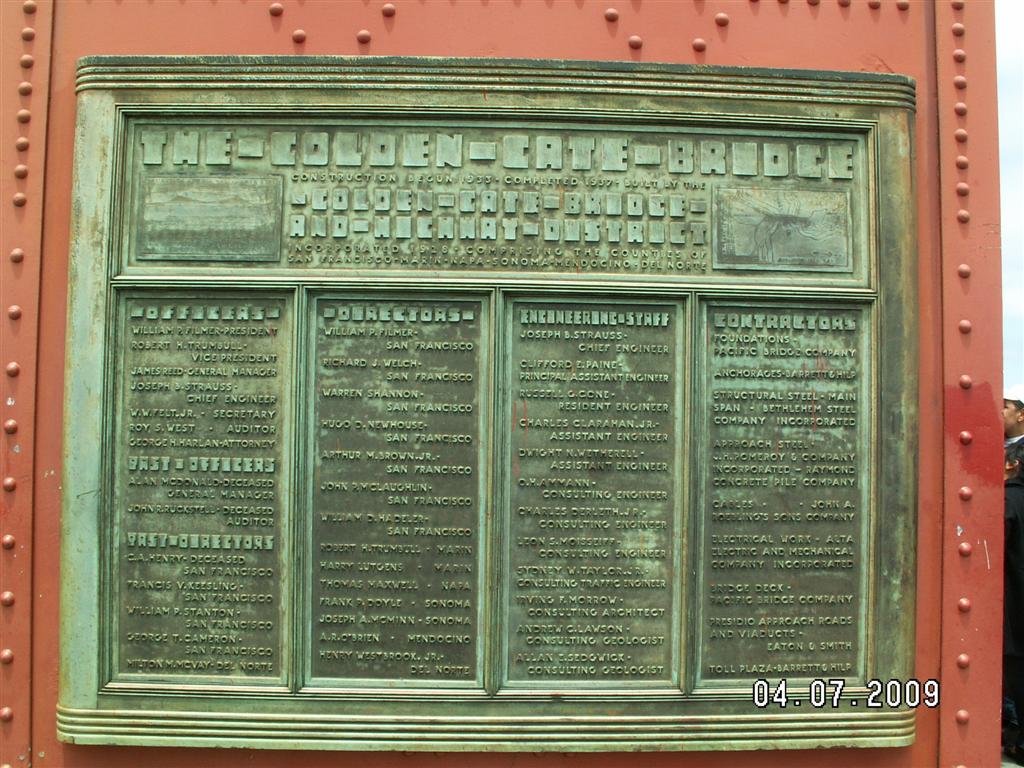 THE-GOLDEN-GATE-BRIDGE
CONSTRUCTION BEGUN 1933 · COMPLETED 1937 · BUILT BY THE
-GOLDEN-GATE-BRIDGE-
AND-HIGHWAY-DISTRICT
INCORPORATED 1928 · COMPRISING THE COUNTIES OF
SAN FRANCISCO·MARIN·NAPA·SONOMA·MENDOCINO·DEL NORTE
-OFFICERS-
WILLIAM P. FILMER-PRESIDENT
ROBERT H. TRUMBULL-
VICE PRESIDENT
JAMES REED-GENERAL MANAGER
JOSEPH B. STRAUSS-
CHIEF ENGINEER
W.W. FELT, JR. - SECRETARY
ROY S. WEST - AUDITOR
GEORGE H. HARLAN-ATTORNEY
PAST-OFFICERS
ALAN MCDONALD-DECEASED
GENERAL MANAGER
JOHN R. RUCKSTELL-DECEASED
AUDITOR
PAST-DIRECTORS
C.A. HENRY-DECEASED
SAN FRANCISCO
FRANCIS V. KEESLING-
SAN FRANCISCO
WILLIAM P. STANTON-
SAN FRANCISCO
GEORGE T. CAMERON-
SAN FRANCISCO
MILTON M. MCVAY-DEL NORTE
-DIRECTORS-
WILLIAM P. FILMER-
SAN FRANCISCO
RICHARD J. WELCH-
SAN FRANCISCO
WARREN SHANNON-
SAN FRANCISCO
HUGO D. NEWHOUSE-
SAN FRANCISCO
ARTHUR M. BROWN, JR.-
SAN FRANCISCO
JOHN P. MCLAUGHLIN-
SAN FRANCISCO
WILLIAM D. HADELER-
SAN FRANCISCO
ROBERT H. TRUMBULL - MARIN
HARRY LUTGENS - MARIN
THOMAS MAXWELL - NAPA
FRANK P. DOYLE - SONOMA
JOSEPH A. MCMINN - SONOMA
A.R. O'BRIEN - MENDOCINO
HENRY WESTBROOK, JR.-
DEL NORTE
ENGINEERING-STAFF
JOSEPH B. STRAUSS-
CHIEF ENGINEER
CLIFFORD E. PAINE-
PRINCIPAL ASSISTANT ENGINEER
RUSSELL G. CONE-
RESIDENT ENGINEER
CHARLES CLARAHAN, JR.-
ASSISTANT ENGINEER
DWIGHT N. WETHERELL-
ASSISTANT ENGINEER
O.H. AMMANN-
CONSULTING ENGINEER
CHARLES DERLETH, JR.-
CONSULTING ENGINEER
LEON S. MOISSEIFF-
CONSULTING ENGINEER
SYDNEY W. TAYLOR, JR.-
CONSULTING TRAFFIC ENGINEER
IRVING F. MORROW-
CONSULTING ARCHITECT
ANDREW C. LAWSON-
CONSULTING GEOLOGIST
ALLAN E. SEDGWICK-
CONSULTING GEOLOGIST
CONTRACTORS
FOUNDATIONS-
PACIFIC BRIDGE COMPANY
ANCHORAGES-BARRETT & HILP
STRUCTURAL STEEL - MAIN
SPAN - BETHLEHEM STEEL
COMPANY INCORPORATED
APPROACH STEEL-
J.H. POMEROY & COMPANY
INCORPORATED - RAYMOND
CONCRETE PILE COMPANY
CABLES - JOHN A.
ROEBLING'S SONS COMPANY
ELECTRICAL WORK - ALTA
ELECTRIC AND MECHANICAL
COMPANY INCORPORATED
BRIDGE DECK-
PACIFIC BRIDGE COMPANY
PRESIDIO APPROACH ROADS
AND VIADUCTS-
EATON & SMITH
TOLL PLAZA-BARRETT & HILP
04.07.2009